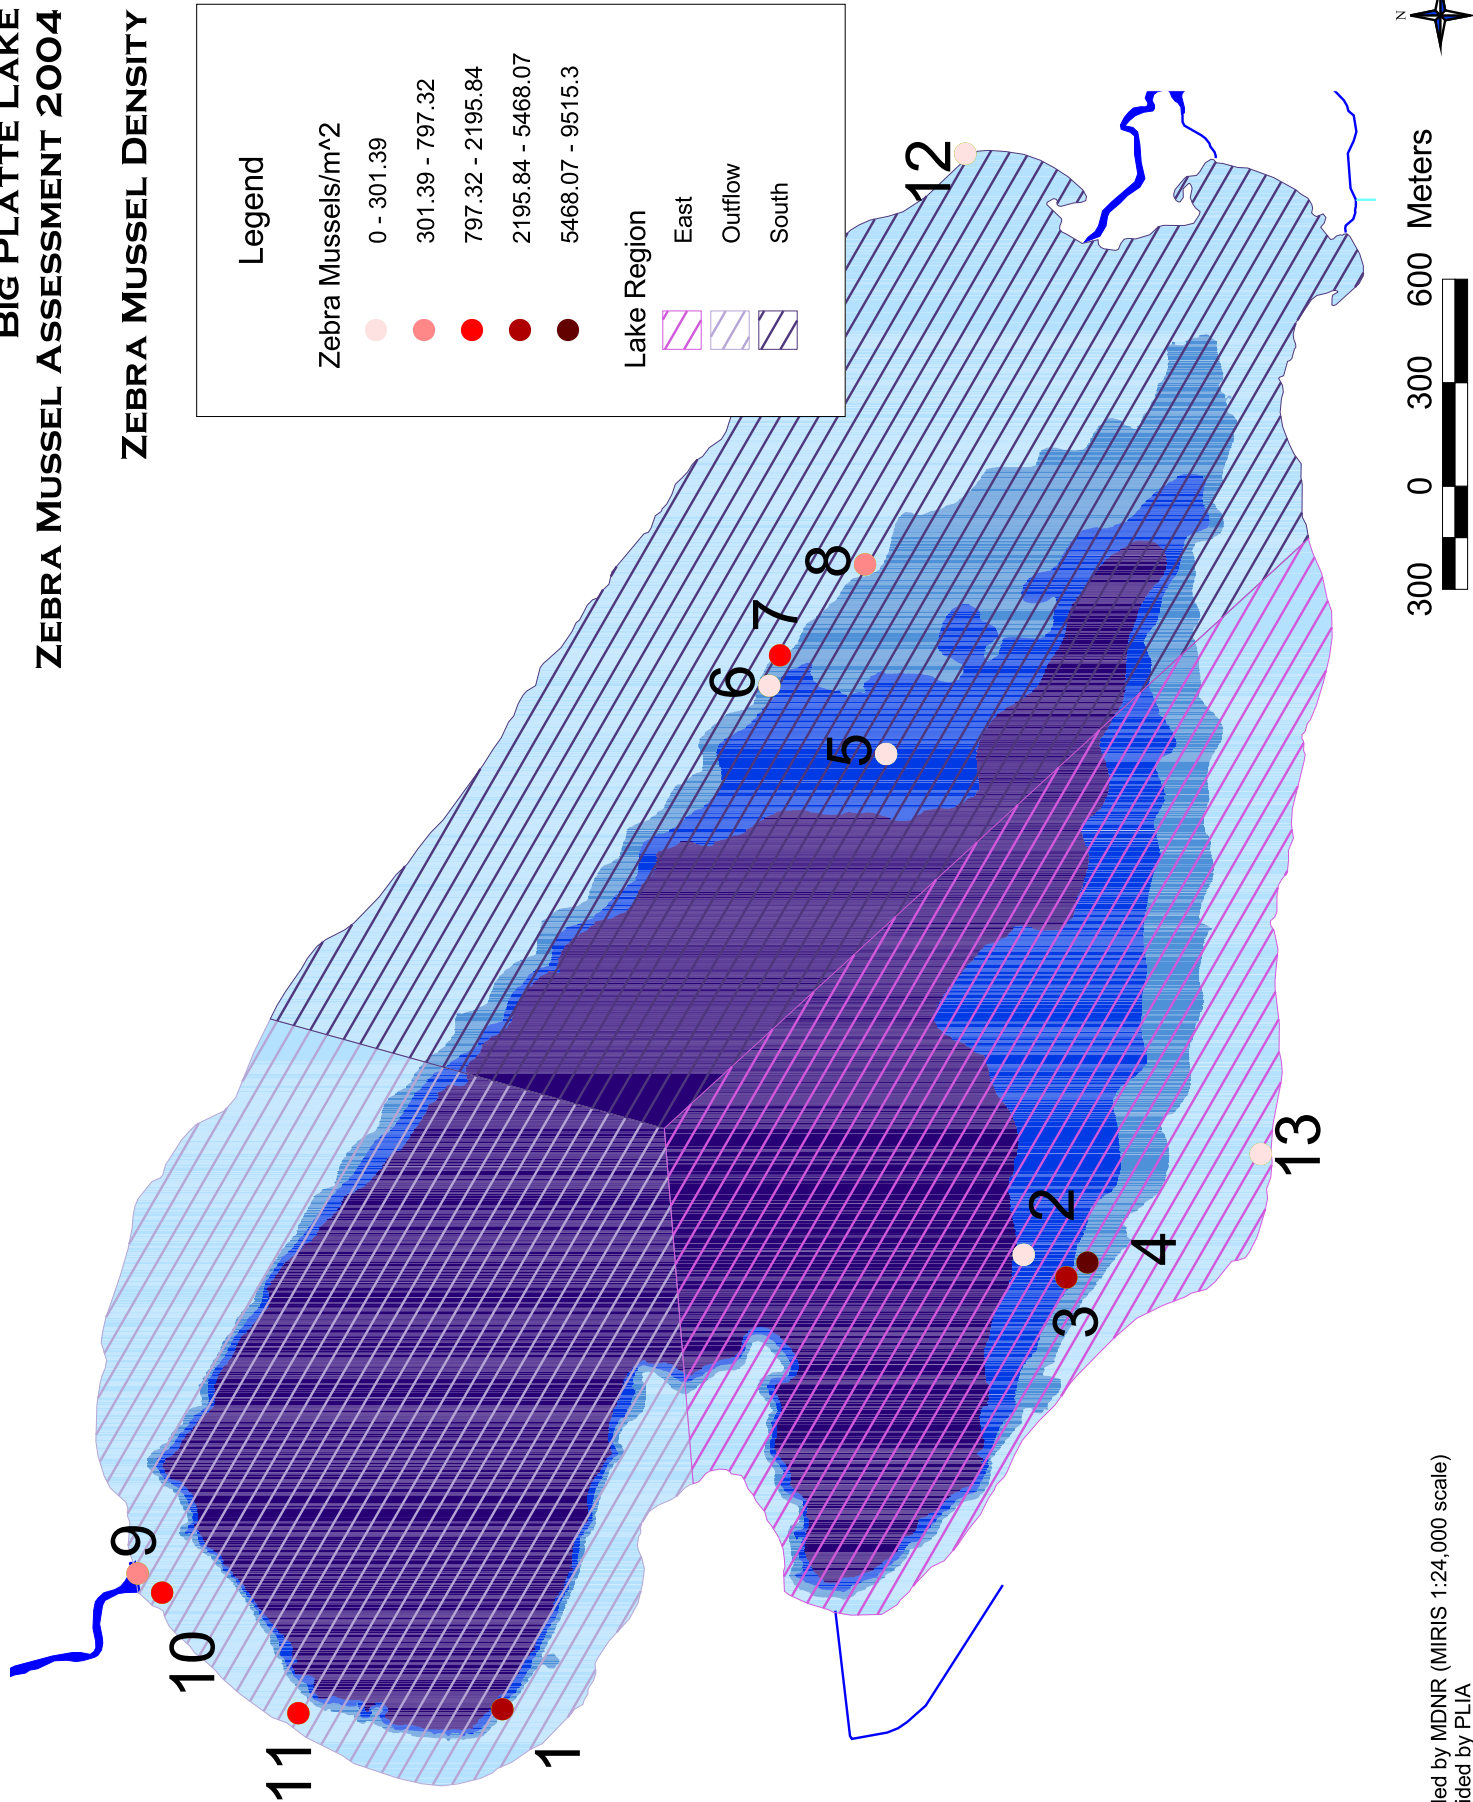 BIG PLATTE LAKE
ZEBRA MUSSEL ASSESSMENT 2004
ZEBRA MUSSEL DENSITY
Legend
Zebra Mussels/m^2
0 - 301.39
301.39 - 797.32
797.32 - 2195.84
2195.84 - 5468.07
5468.07 - 9515.3
Lake Region
East
Outflow
South
12
8
7
6
5
2
3
4
13
9
10
11
1
N
300 0 300 600 Meters
led by MDNR (MIRIS 1:24,000 scale)
ided by PLIA